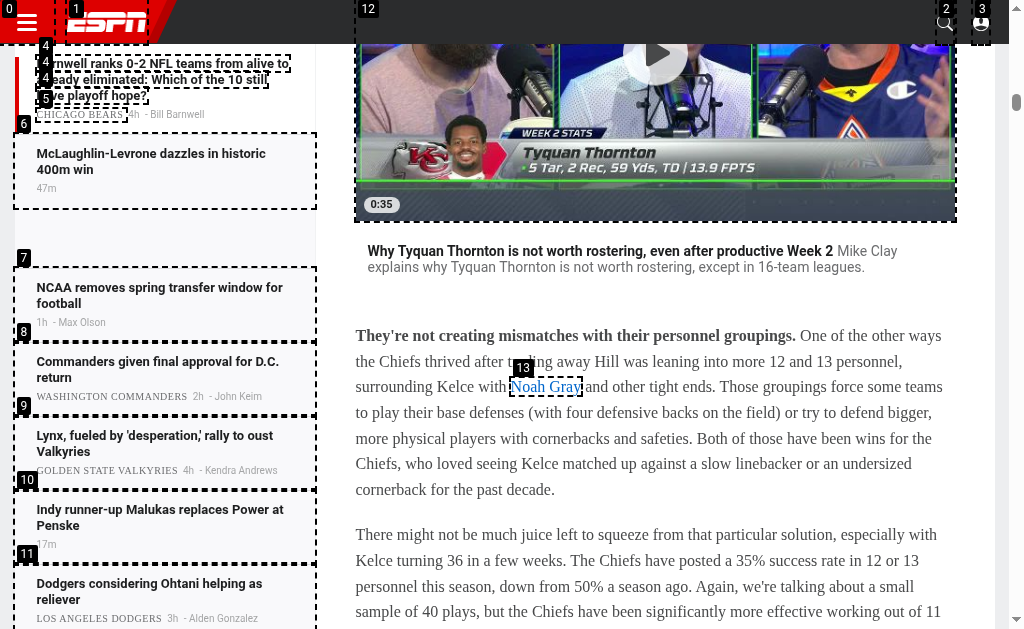 0
1
ESPN
12
2
3
4
4
4
5
rnwell ranks 0-2 NFL teams from alive to
eady eliminated: Which of the 10 still
ve playoff hope?
CHICAGO BEARS 4h - Bill Barnwell
6
McLaughlin-Levrone dazzles in historic
400m win
47m
7
NCAA removes spring transfer window for
football
1h - Max Olson
8
Commanders given final approval for D.C.
return
WASHINGTON COMMANDERS 2h - John Keim
9
Lynx, fueled by 'desperation,' rally to oust
Valkyries
GOLDEN STATE VALKYRIES 4h - Kendra Andrews
10
Indy runner-up Malukas replaces Power at
Penske
17m
11
Dodgers considering Ohtani helping as
reliever
LOS ANGELES DODGERS 3h - Alden Gonzalez
Champion
WEEK 2 STATS
Tyquan Thornton
5 Tar, 2 Rec, 59 Yds, TD | 13.9 FPTS
0:35
Why Tyquan Thornton is not worth rostering, even after productive Week 2 Mike Clay
explains why Tyquan Thornton is not worth rostering, except in 16-team leagues.
They're not creating mismatches with their personnel groupings. One of the other ways
the Chiefs thrived after trading away Hill was leaning into more 12 and 13 personnel,
13
surrounding Kelce with Noah Gray and other tight ends. Those groupings force some teams
to play their base defenses (with four defensive backs on the field) or try to defend bigger,
more physical players with cornerbacks and safeties. Both of those have been wins for the
Chiefs, who loved seeing Kelce matched up against a slow linebacker or an undersized
cornerback for the past decade.
There might not be much juice left to squeeze from that particular solution, especially with
Kelce turning 36 in a few weeks. The Chiefs have posted a 35% success rate in 12 or 13
personnel this season, down from 50% a season ago. Again, we're talking about a small
sample of 40 plays, but the Chiefs have been significantly more effective working out of 11